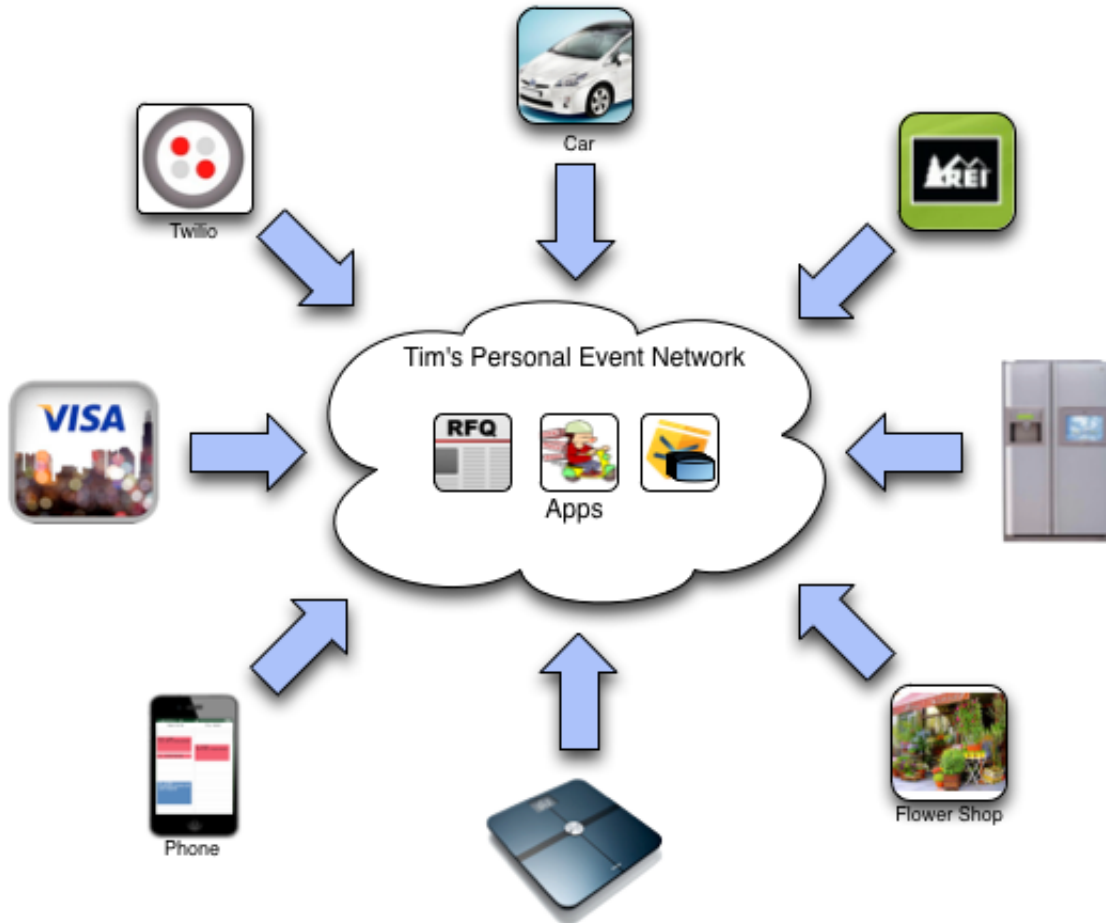 Car
Twilio
REI
Tim's Personal Event Network
VISA
RFQ
Apps
Phone
Flower Shop